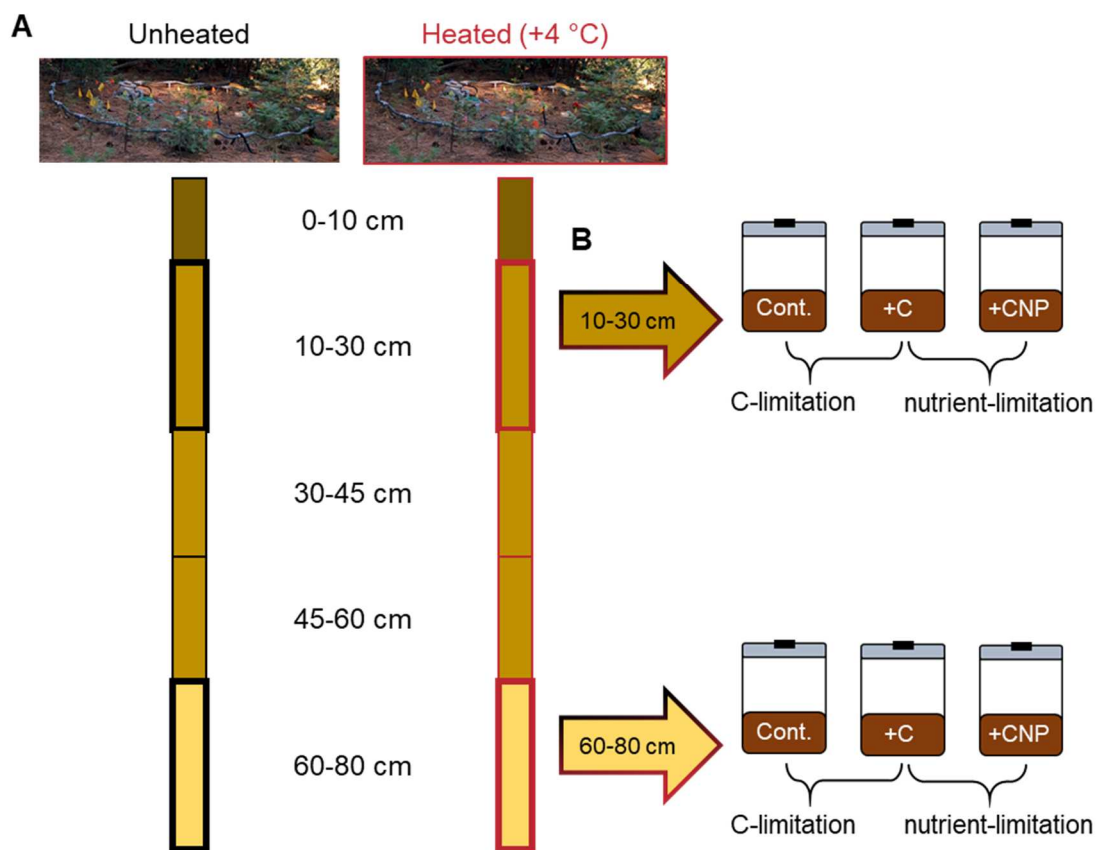 A
Unheated
Heated (+4 °C)
0-10 cm
B
10-30 cm
10-30 cm
Cont.
+C
+CNP
C-limitation
nutrient-limitation
30-45 cm
45-60 cm
60-80 cm
60-80 cm
Cont.
+C
+CNP
C-limitation
nutrient-limitation